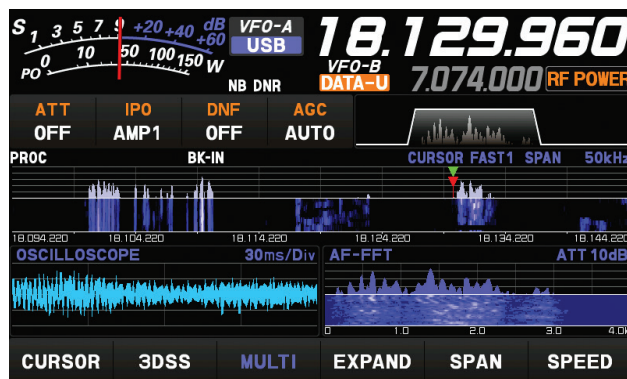 S 1 3 5 7 9 +20 +40 +60 dB VFO-A 18.129.960
USB
PO 0 10 50 100 150 W VFO-B
NB DNR DATA-U 7.074.000 RF POWER
ATT IPO DNF AGC
OFF AMP1 OFF AUTO
PROC BK-IN CURSOR FAST1 SPAN 50kHz
18.094.220 18.104.220 18.114.220 18.124.220 18.134.220 18.144.220
OSCILLOSCOPE 30ms/Div AF-FFT ATT 10dB
0 1.0 2.0 3.0 4.0k
CURSOR 3DSS MULTI EXPAND SPAN SPEED